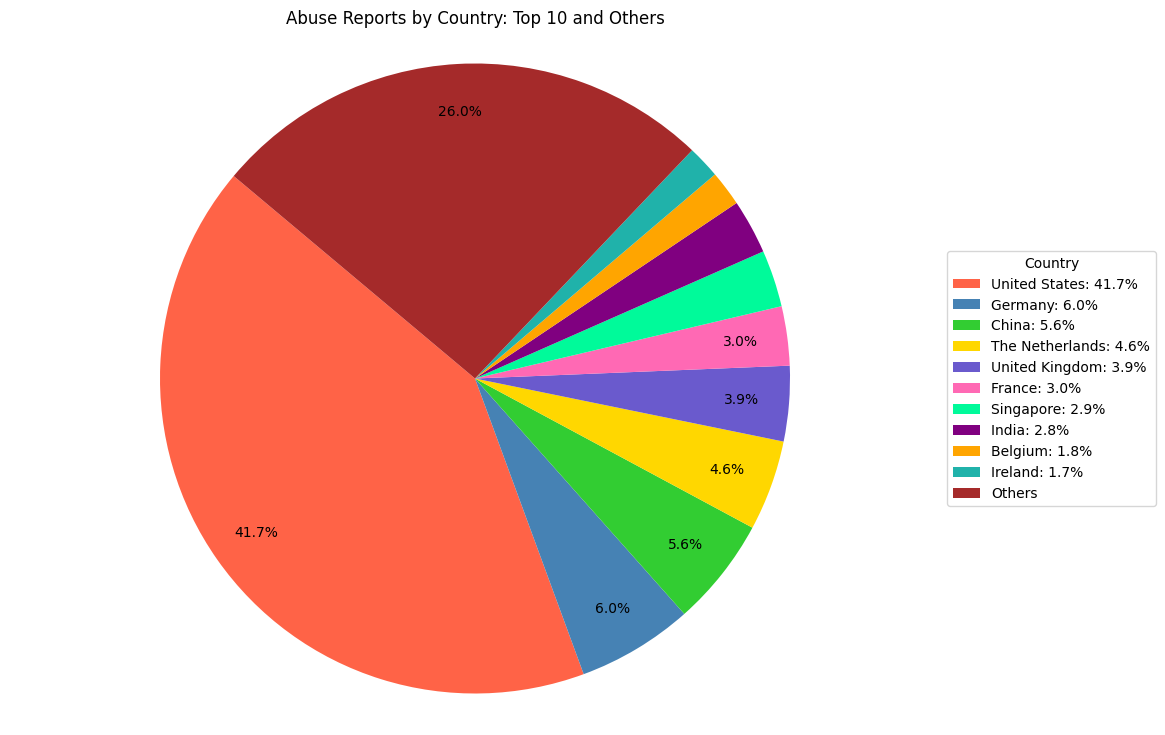 Abuse Reports by Country: Top 10 and Others
26.0%
41.7%
6.0%
5.6%
4.6%
3.9%
3.0%
Country
United States: 41.7%
Germany: 6.0%
China: 5.6%
The Netherlands: 4.6%
United Kingdom: 3.9%
France: 3.0%
Singapore: 2.9%
India: 2.8%
Belgium: 1.8%
Ireland: 1.7%
Others